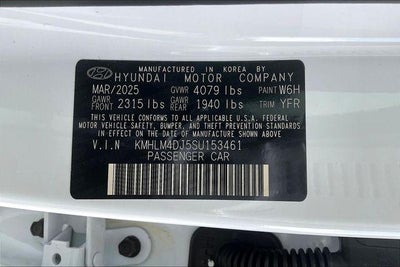 MANUFACTURED IN KOREA BY
HYUNDAI MOTOR COMPANY
MAR/2025 GVWR 4079 lbs PAINT W6H
GAWR FRONT 2315 lbs GAWR REAR 1940 lbs TRIM YFR
THIS VEHICLE CONFORMS TO ALL APPLICABLE U.S.A. FEDERAL
MOTOR VEHICLE SAFETY, BUMPER, AND THEFT PREVENTION
STANDARDS IN EFFECT ON THE DATE OF MANUFACTURE SHOWN ABOVE
V.I.N KMHLM4DJ5SU153461
PASSENGER CAR